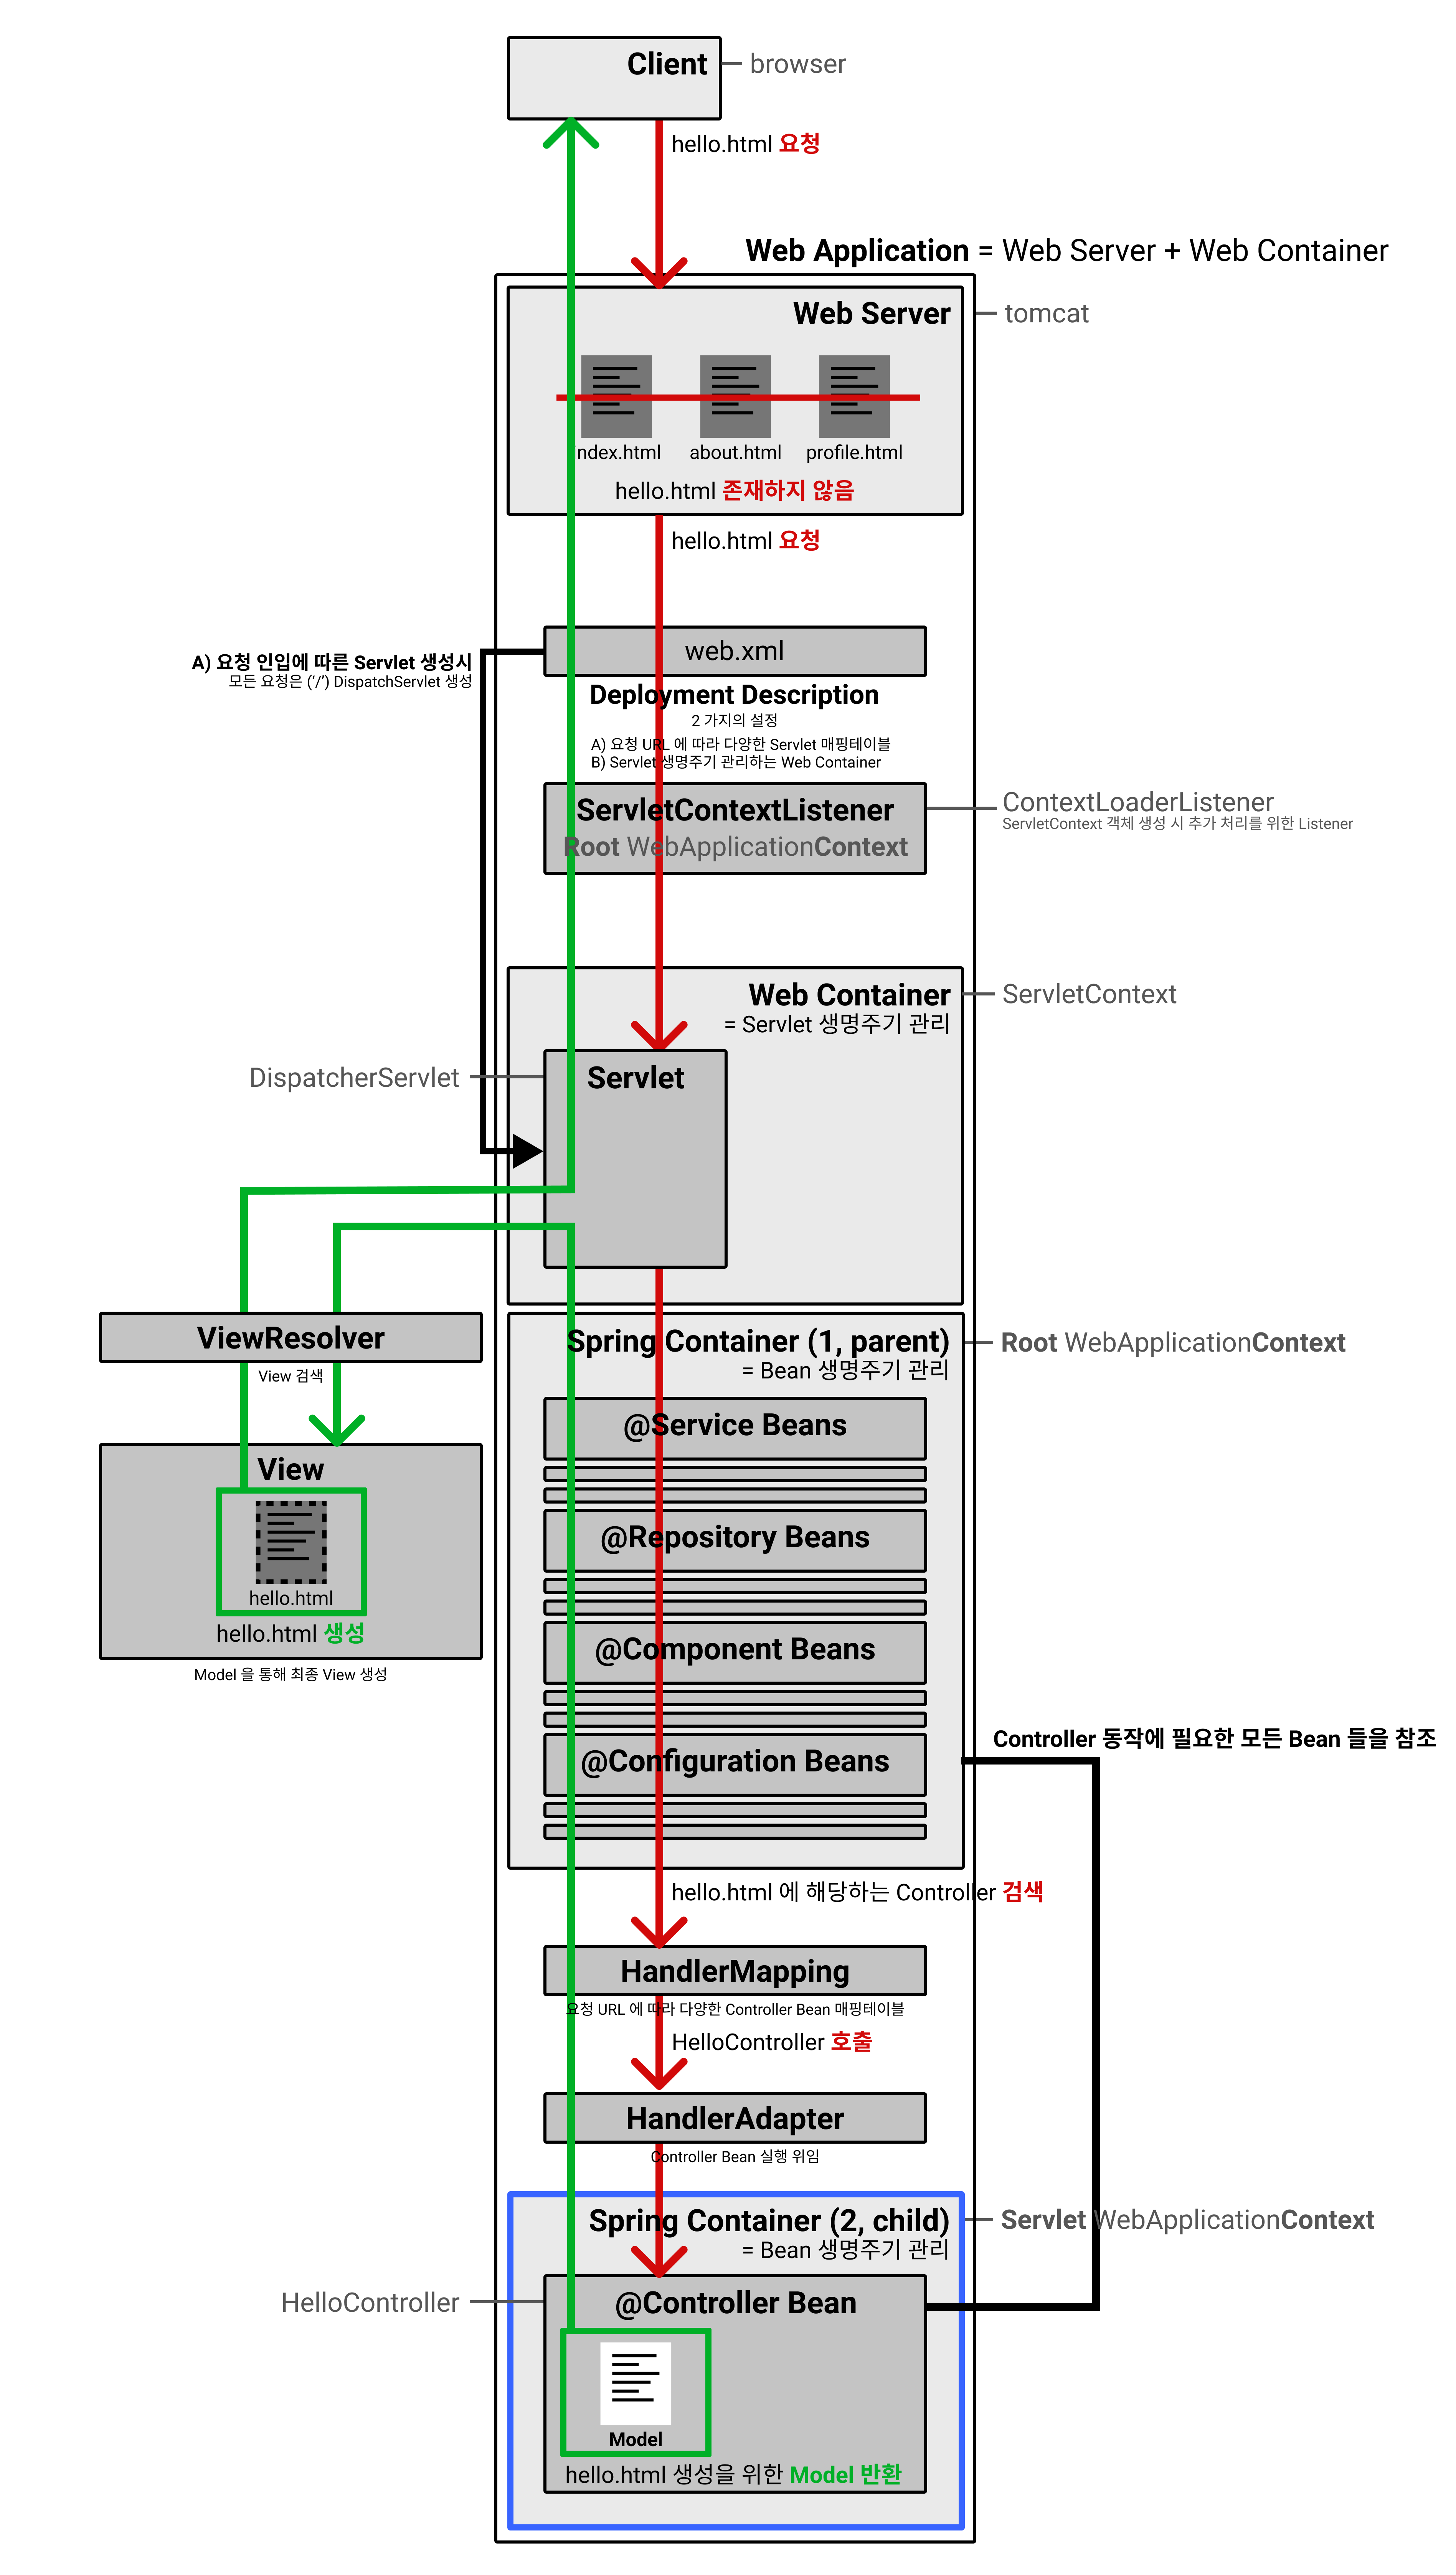 Client
browser
hello.html 요청
Web Application = Web Server + Web Container
Web Server
tomcat
index.html
about.html
profile.html
hello.html 존재하지 않음
hello.html 요청
web.xml
A) 요청 인입에 따른 Servlet 생성시
모든 요청은 ('/') DispatchServlet 생성
Deployment Description
2 가지의 설정
A) 요청 URL 에 따라 다양한 Servlet 매핑테이블
B) Servlet 생명주기 관리하는 Web Container
ServletContextListener
Root WebApplicationContext
ContextLoaderListener
ServletContext 객체 생성 시 추가 처리를 위한 Listener
Web Container
= Servlet 생명주기 관리
ServletContext
DispatcherServlet
Servlet
ViewResolver
View 검색
View
hello.html
hello.html 생성
Model 을 통해 최종 View 생성
Spring Container (1, parent)
= Bean 생명주기 관리
Root WebApplicationContext
@Service Beans
@Repository Beans
@Component Beans
@Configuration Beans
Controller 동작에 필요한 모든 Bean 들을 참조
hello.html 에 해당하는 Controller 검색
HandlerMapping
요청 URL 에 따라 다양한 Controller Bean 매핑테이블
HelloController 호출
HandlerAdapter
Controller Bean 실행 위임
Spring Container (2, child)
= Bean 생명주기 관리
Servlet WebApplicationContext
HelloController
@Controller Bean
Model
hello.html 생성을 위한 Model 반환